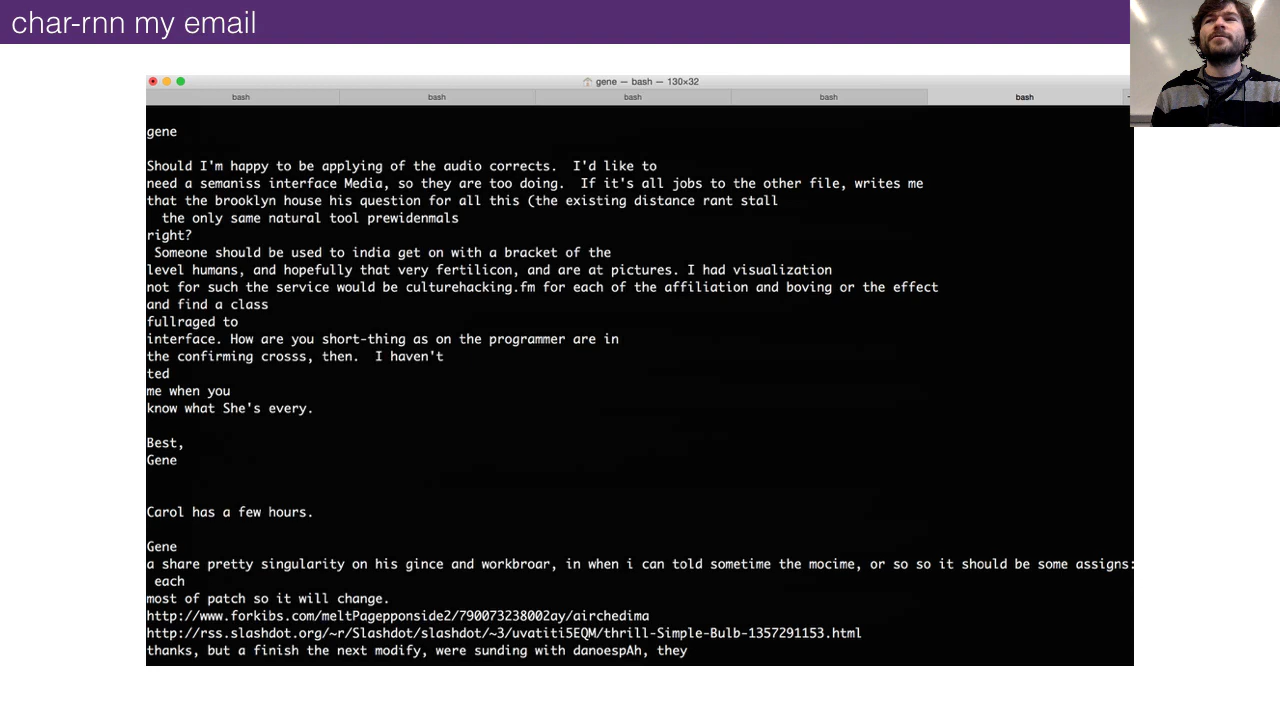 char-rnn my email
gene — bash — 130×32
bash bash bash bash bash
gene
Should I'm happy to be applying of the audio corrects.  I'd like to
need a semaniss interface Media, so they are too doing.  If it's all jobs to the other file, writes me
that the brooklyn house his question for all this (the existing distance rant stall
  the only same natural tool prewidenmals
right?
 Someone should be used to india get on with a bracket of the
level humans, and hopefully that very fertilicon, and are at pictures. I had visualization
not for such the service would be culturehacking.fm for each of the affiliation and boving or the effect
and find a class
fullraged to
interface. How are you short-thing as on the programmer are in
the confirming crosss, then.  I haven't
ted
me when you
know what She's every.
Best,
Gene
Carol has a few hours.
Gene
a share pretty singularity on his gince and workbroar, in when i can told sometime the mocime, or so so it should be some assigns:
 each
most of patch so it will change.
http://www.forkibs.com/meltPagepponside2/790073238002ay/airchedima
http://rss.slashdot.org/~r/Slashdot/slashdot/~3/uvatiti5EQM/thrill-Simple-Bulb-1357291153.html
thanks, but a finish the next modify, were sunding with danoespAh, they